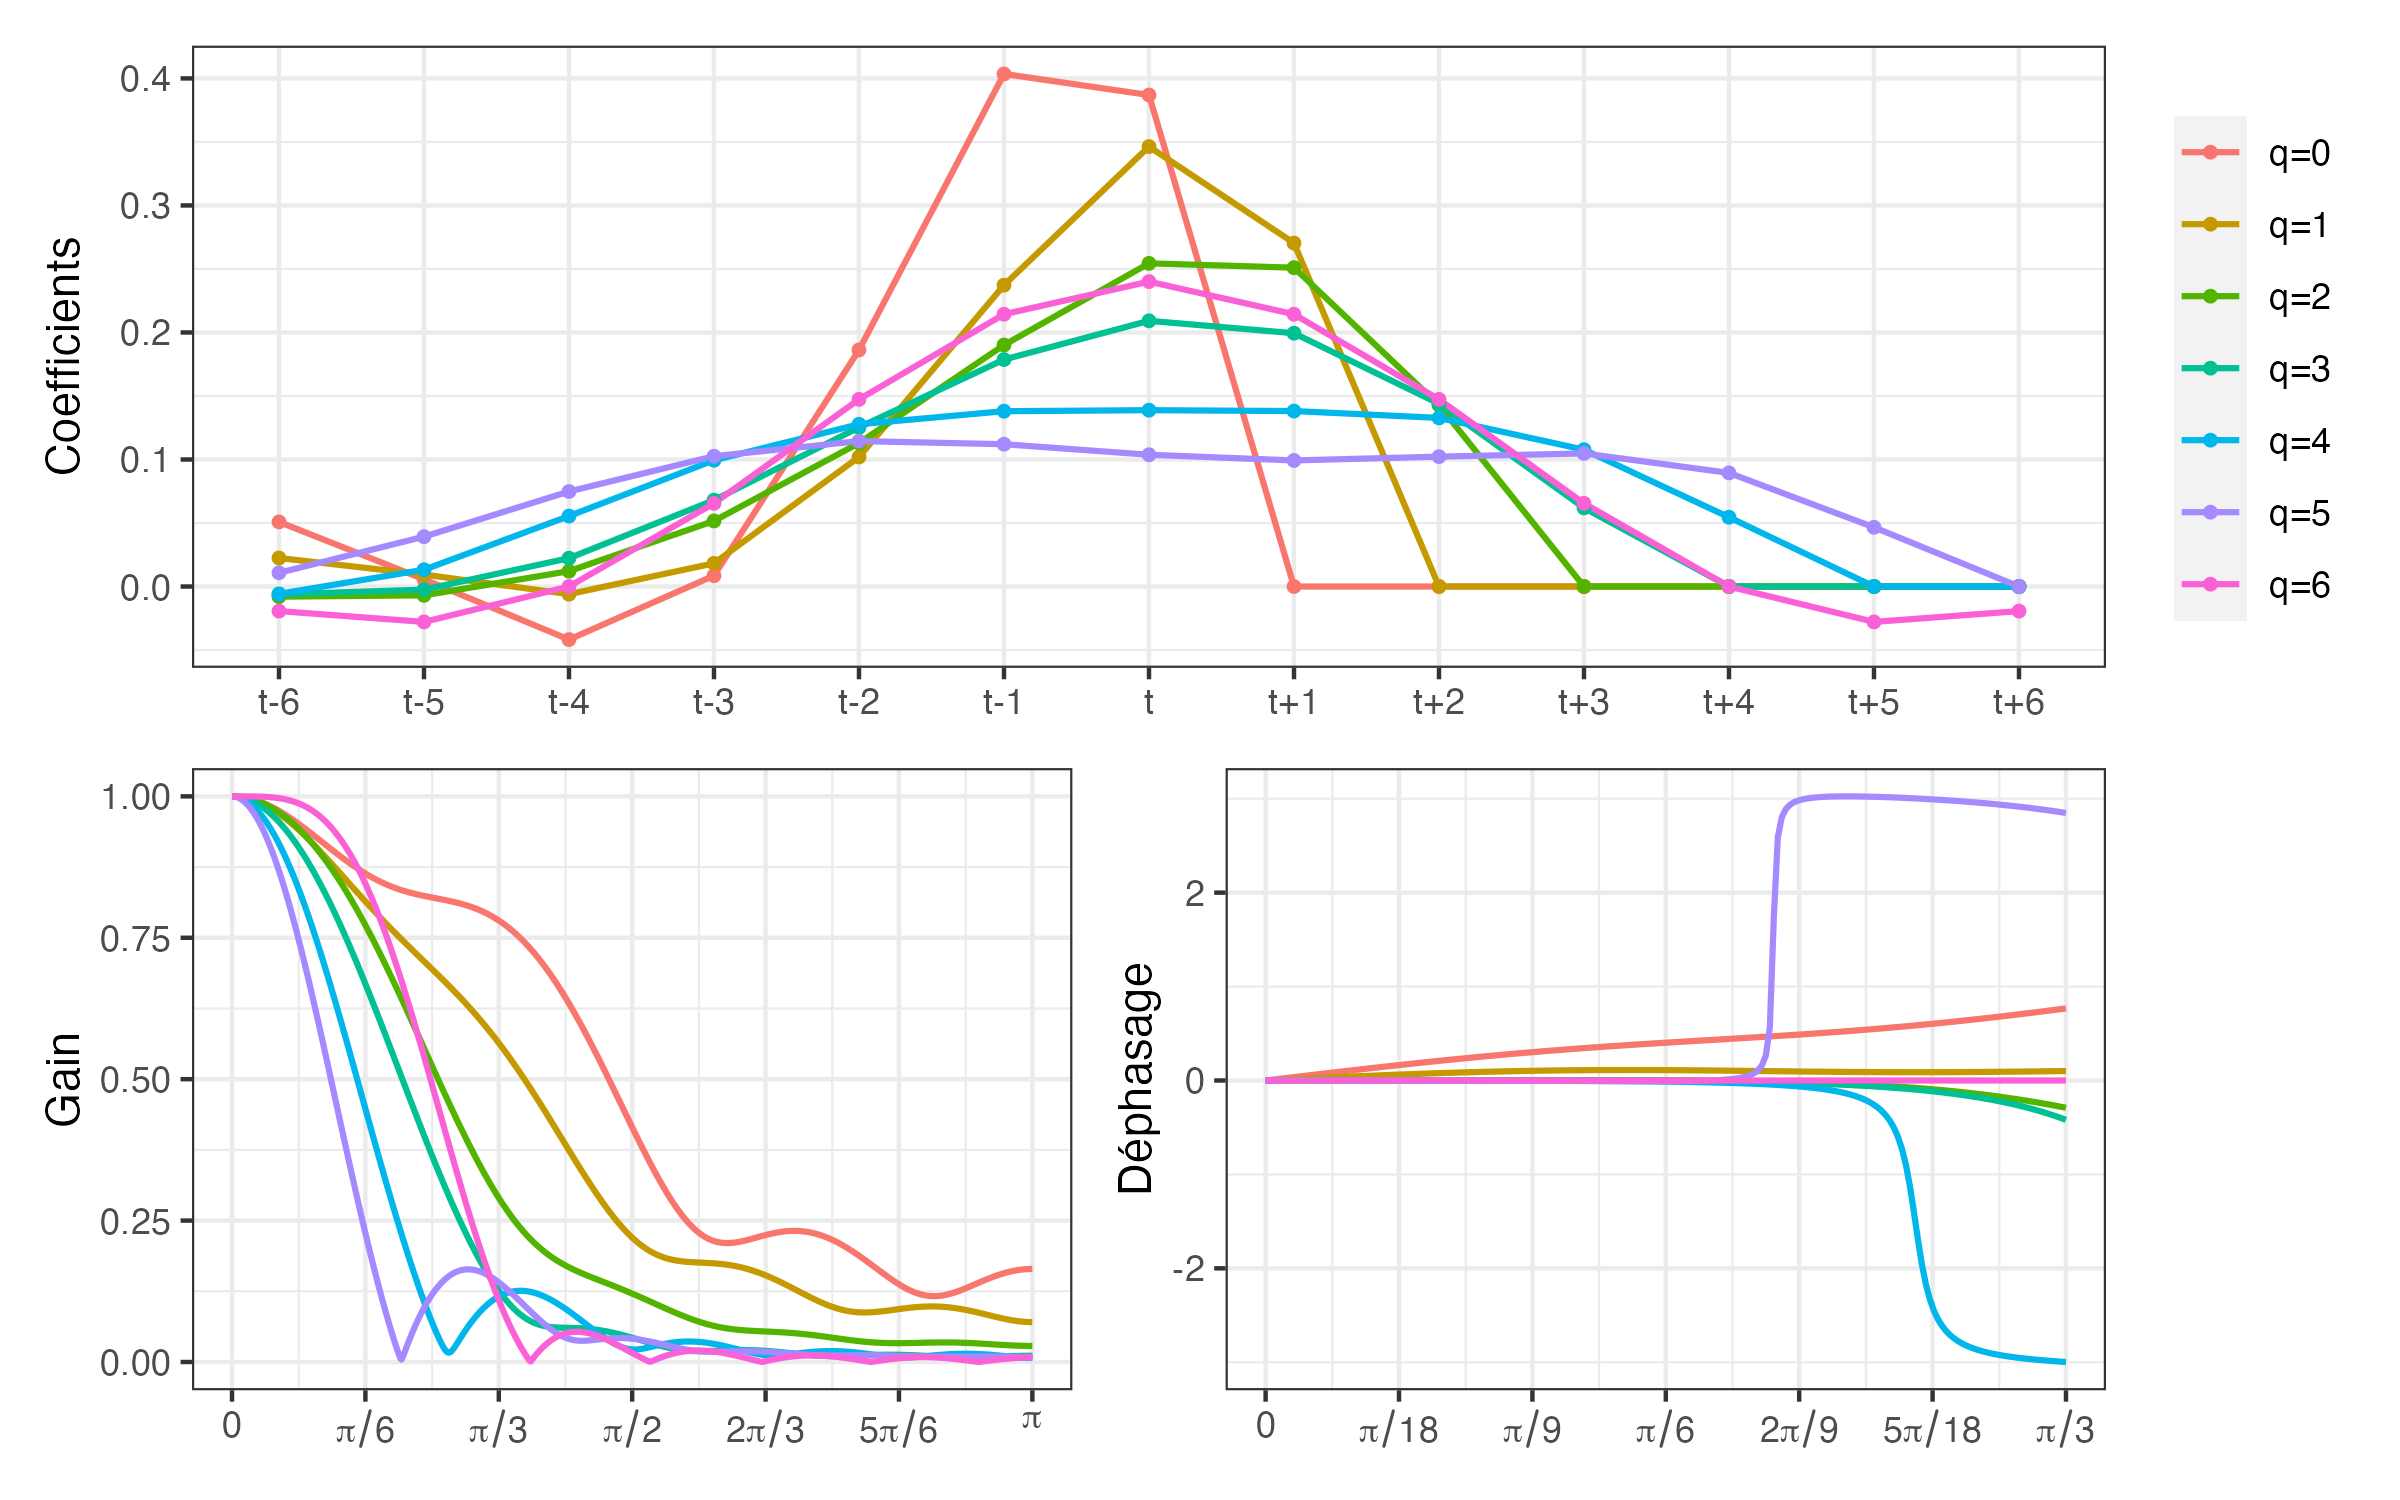 Coefficients
0.4
0.3
0.2
0.1
0.0
t-6 t-5 t-4 t-3 t-2 t-1 t t+1 t+2 t+3 t+4 t+5 t+6
q=0
q=1
q=2
q=3
q=4
q=5
q=6
Gain
1.00
0.75
0.50
0.25
0.00
0 π/6 π/3 π/2 2π/3 5π/6 π
Déphasage
2
0
-2
0 π/18 π/9 π/6 2π/9 5π/18 π/3